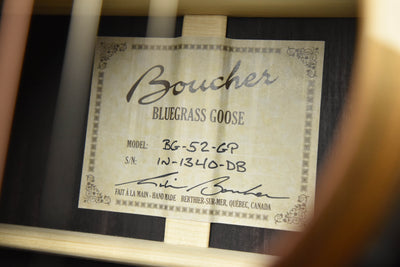 Boucher
BLUEGRASS GOOSE
MODEL: BG-52-GP
S/N: IN-1340-DB
FAIT À LA MAIN - HAND MADE BERTHIER-SUR-MER, QUÉBEC, CANADA